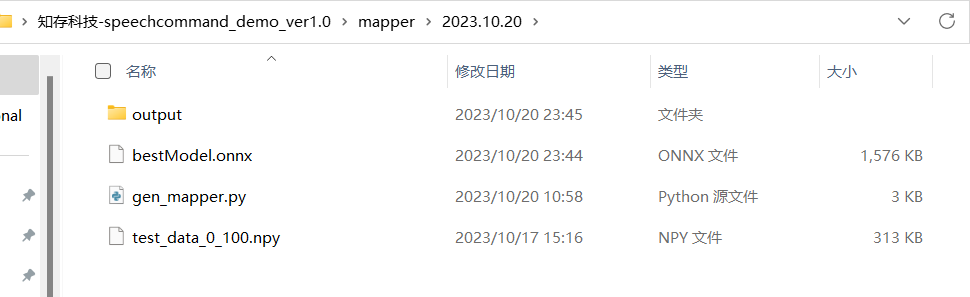 知存科技-speechcommand_demo_ver1.0 > mapper > 2023.10.20 >
名称 修改日期 类型 大小
output 2023/10/20 23:45 文件夹
nal
bestModel.onnx 2023/10/20 23:44 ONNX 文件 1,576 KB
gen_mapper.py 2023/10/20 10:58 Python 源文件 3 KB
test_data_0_100.npy 2023/10/17 15:16 NPY 文件 313 KB